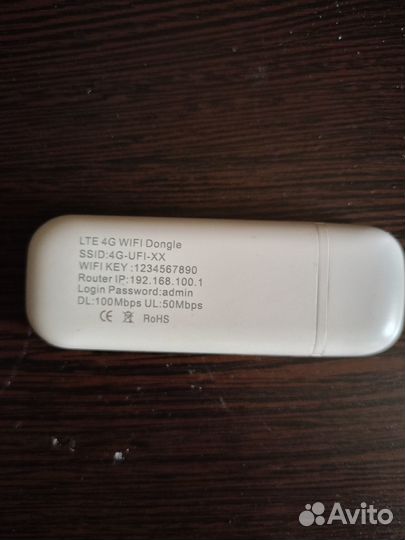 LTE 4G WIFI Dongle
SSID:4G-UFI-XX
WIFI KEY :1234567890
Router IP:192.168.100.1
Login Password:admin
DL:100Mbps UL:50Mbps
CE RoHS
Avito